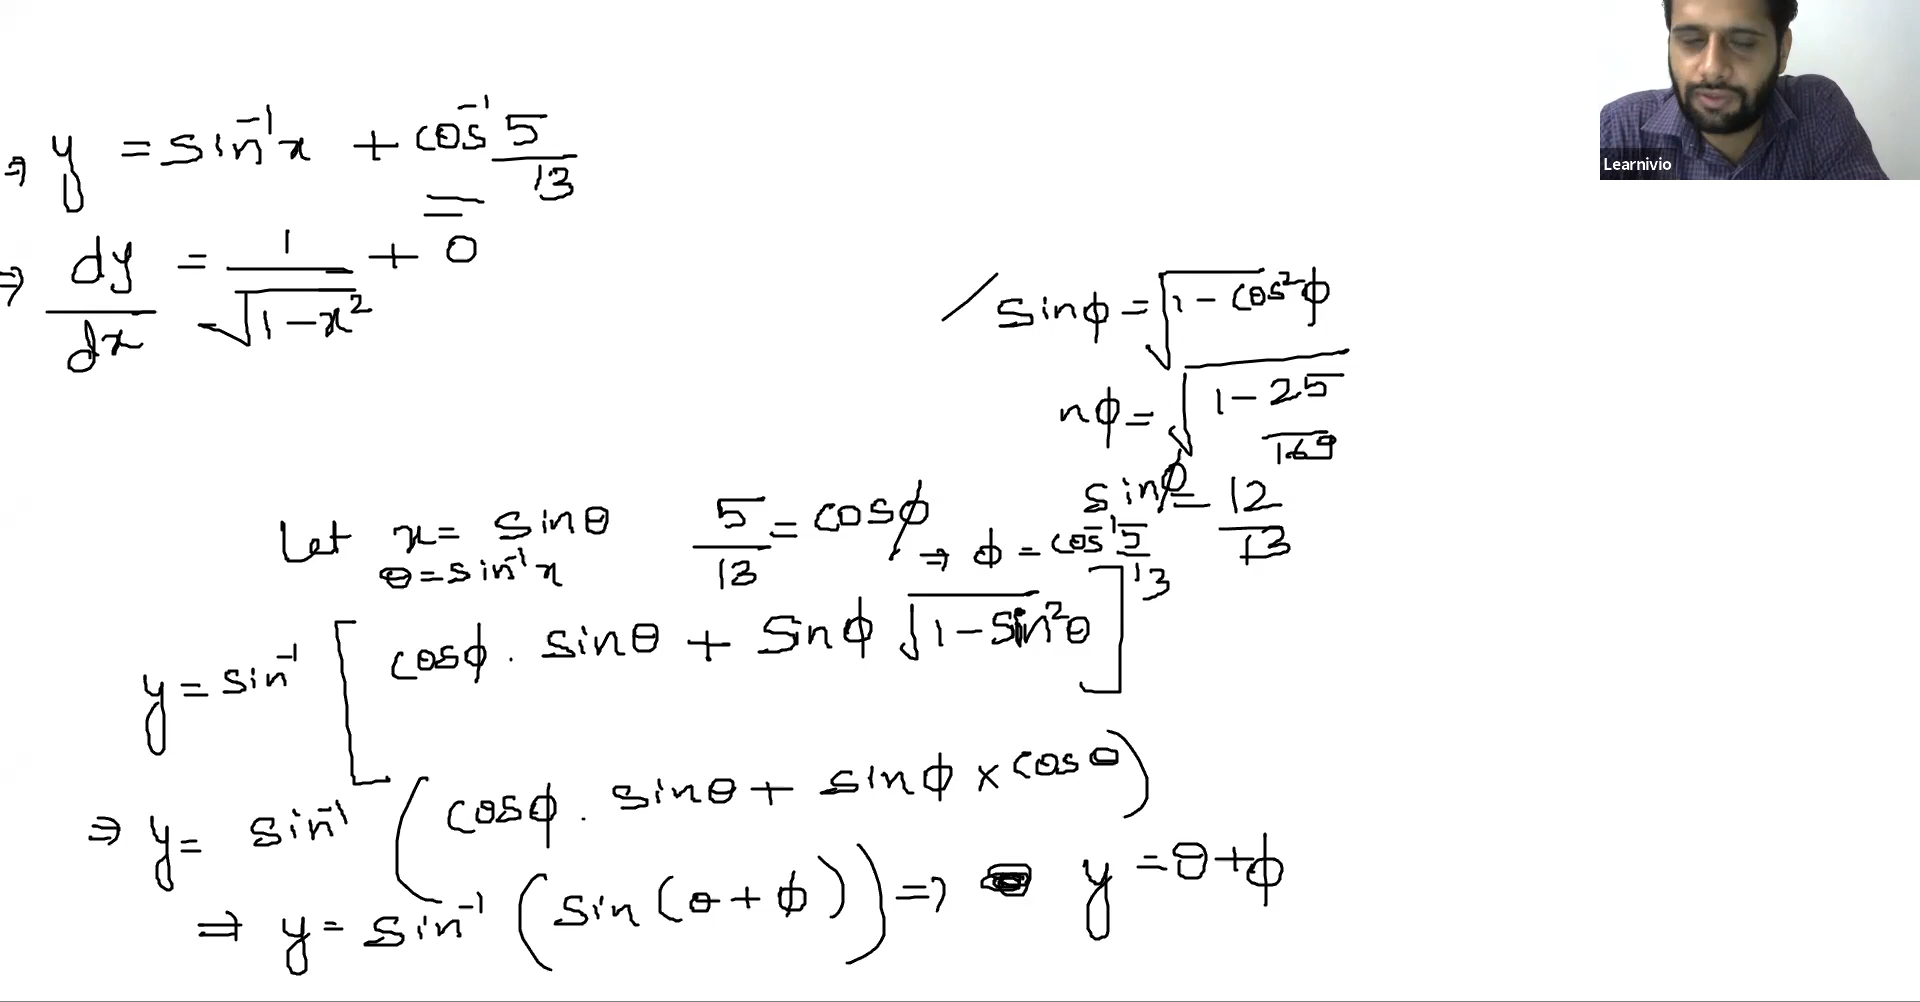 ⇒ y = sin⁻¹x + cos⁻¹ 5/13
⇒ dy/dx = 1/√(1-x²) + 0
Learnivio
/ sinφ = √(1 - cos²φ)
nφ = √(1 - 25/169)
sinφ = 12/13
Let x = sinθ 5/13 = cosφ ⇒ φ = cos⁻¹ 5/13
θ = sin⁻¹x
y = sin⁻¹ [cosφ . sinθ + Snφ √(1 - Sin²θ)]
⇒ y = sin⁻¹ (cosφ . sinθ + sinφ × cosθ)
⇒ y = sin⁻¹ (sin(θ + φ)) ⇒ y = θ + φ